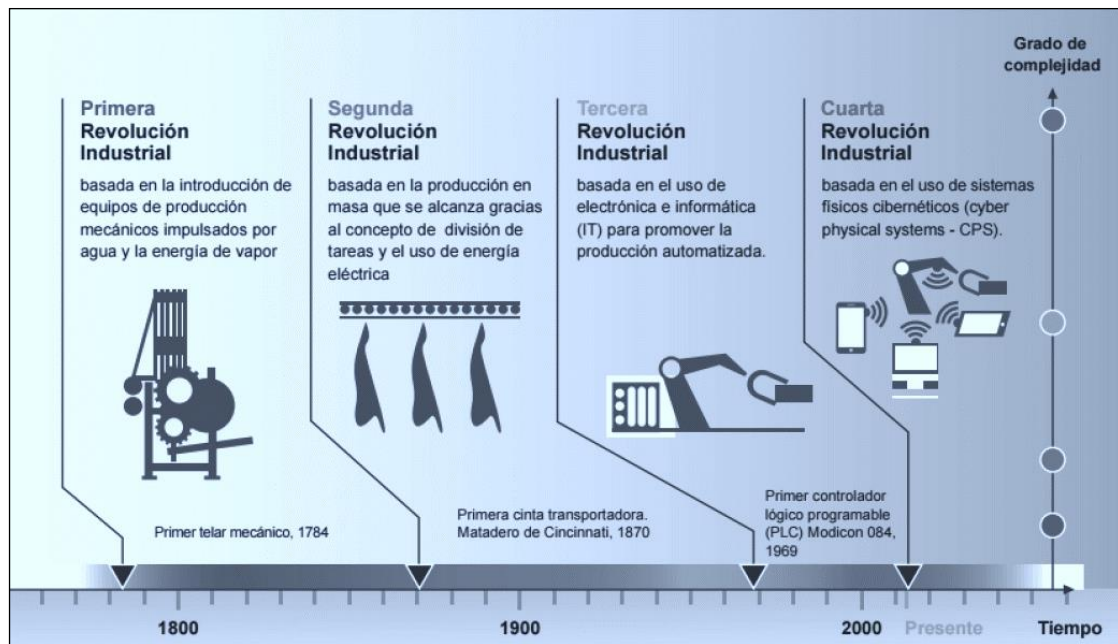 Grado de
complejidad
Primera
Revolución
Industrial
basada en la introducción de
equipos de producción
mecánicos impulsados por
agua y la energía de vapor
Segunda
Revolución
Industrial
basada en la producción en
masa que se alcanza gracias
al concepto de división de
tareas y el uso de energía
eléctrica
Tercera
Revolución
Industrial
basada en el uso de
electrónica e informática
(IT) para promover la
producción automatizada.
Cuarta
Revolución
Industrial
basada en el uso de sistemas
físicos cibernéticos (cyber
physical systems - CPS).
Primer telar mecánico, 1784
Primera cinta transportadora.
Matadero de Cincinnati, 1870
Primer controlador
lógico programable
(PLC) Modicon 084,
1969
1800
1900
2000
Presente
Tiempo